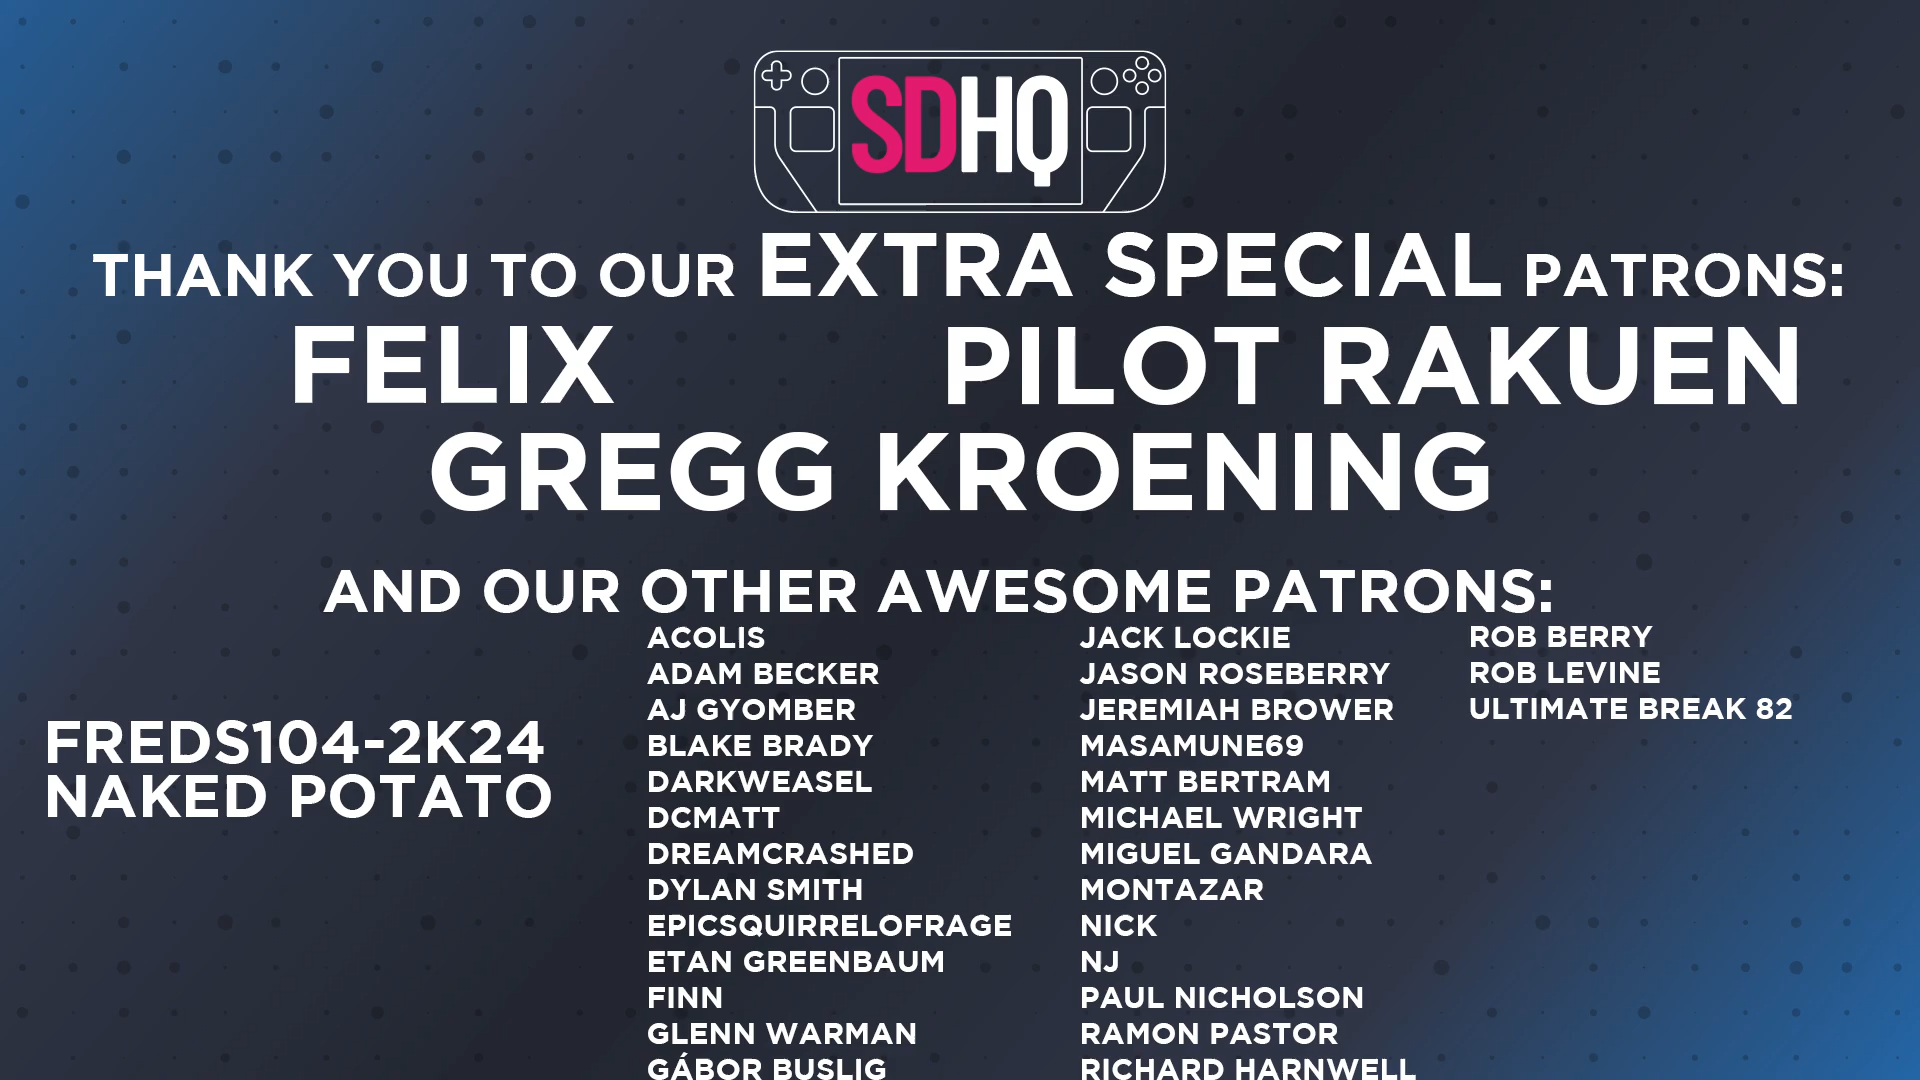 SDHQ
THANK YOU TO OUR EXTRA SPECIAL PATRONS:
FELIX PILOT RAKUEN
GREGG KROENING
AND OUR OTHER AWESOME PATRONS:
FREDS104-2K24
NAKED POTATO
ACOLIS
ADAM BECKER
AJ GYOMBER
BLAKE BRADY
DARKWEASEL
DCMATT
DREAMCRASHED
DYLAN SMITH
EPICSQUIRRELOFRAGE
ETAN GREENBAUM
FINN
GLENN WARMAN
GÁBOR BUSLIG
JACK LOCKIE
JASON ROSEBERRY
JEREMIAH BROWER
MASAMUNE69
MATT BERTRAM
MICHAEL WRIGHT
MIGUEL GANDARA
MONTAZAR
NICK
NJ
PAUL NICHOLSON
RAMON PASTOR
RICHARD HARNWELL
ROB BERRY
ROB LEVINE
ULTIMATE BREAK 82